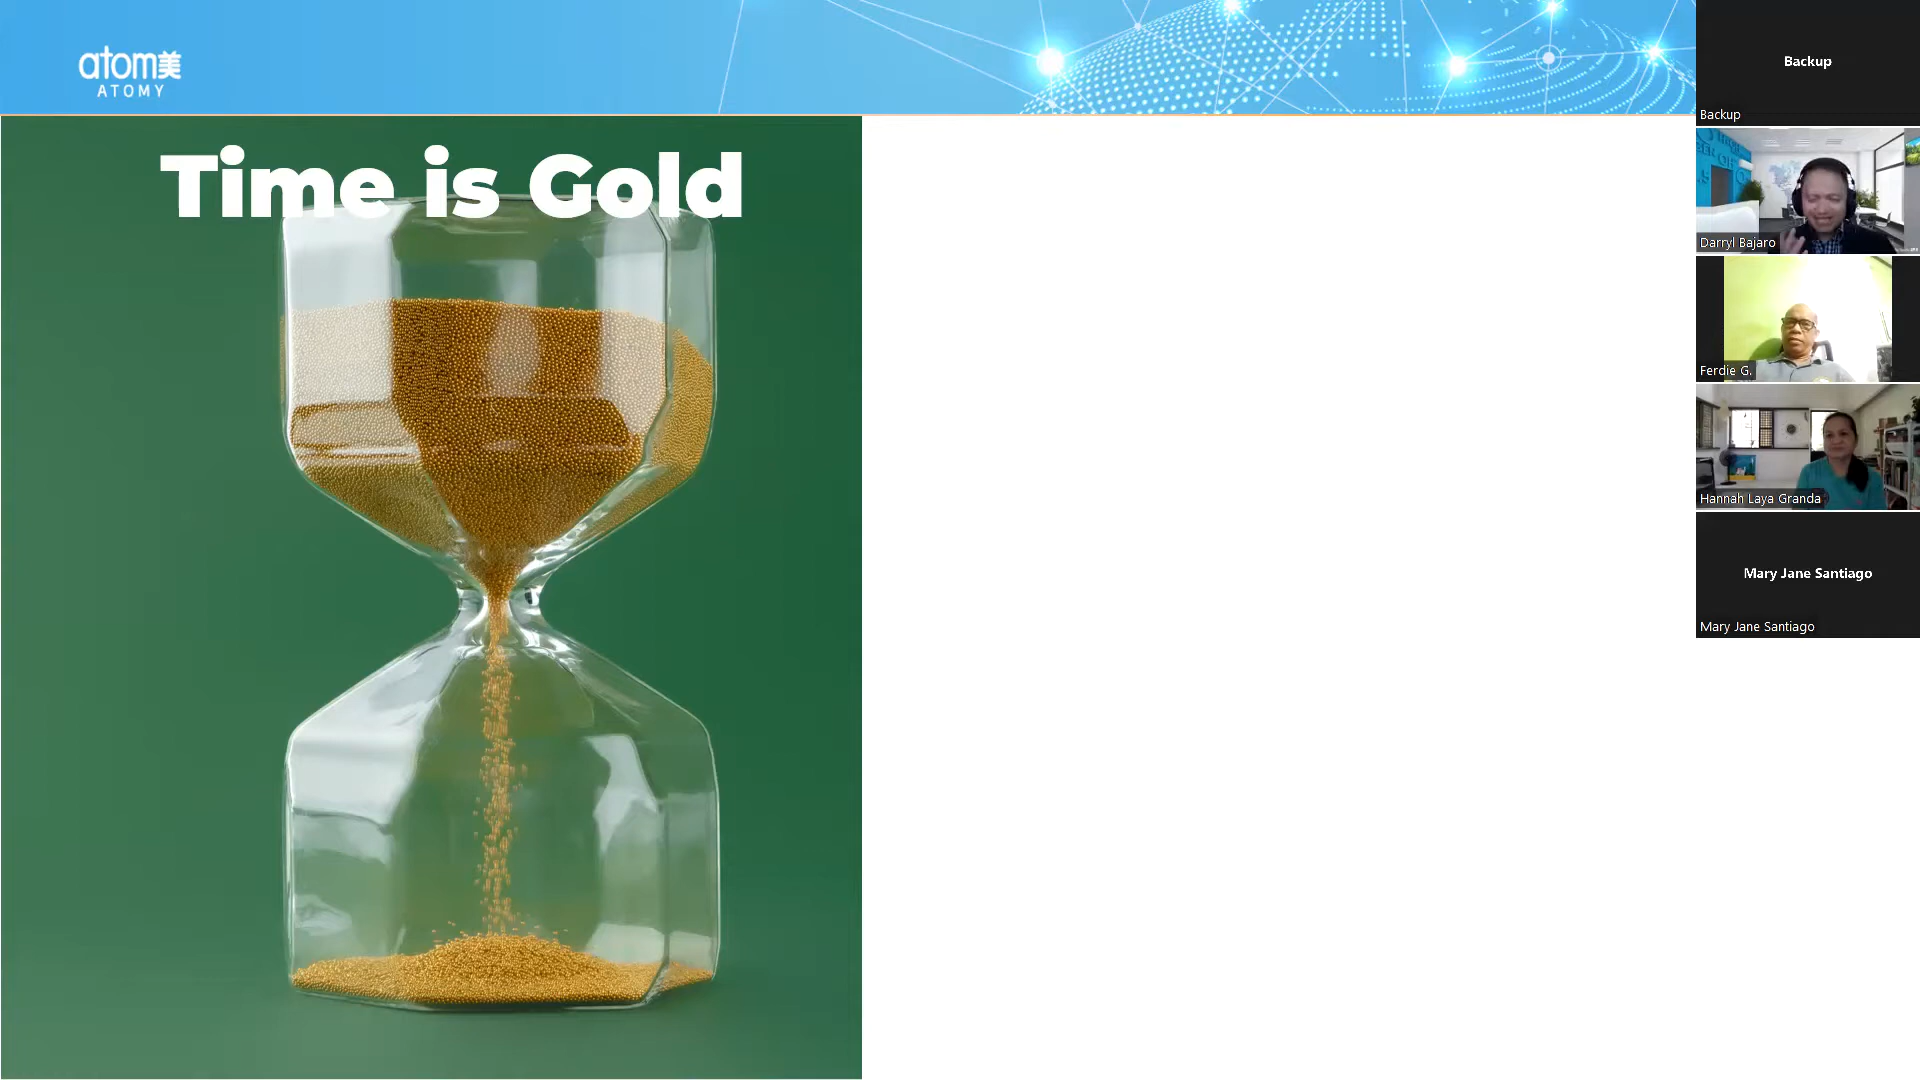 atom美
ATOMY
Time is Gold
Backup
Backup
Darryl Bajaro
Ferdie G.
Hannah Laya Granda
Mary Jane Santiago
Mary Jane Santiago